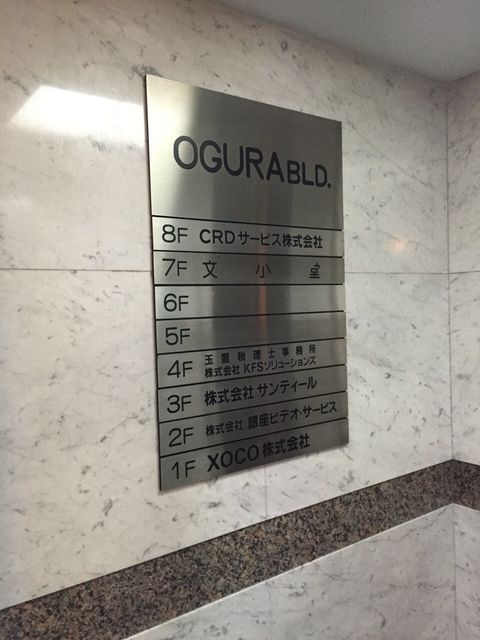 OGURA BLD.
8F CRDサービス株式会社
7F 文小堂
6F
5F
4F 玉置税理士事務所
株式会社 KFSソリューションズ
3F 株式会社 サンティール
2F 株式会社 銀座ビデオ・サービス
1F XOCO株式会社